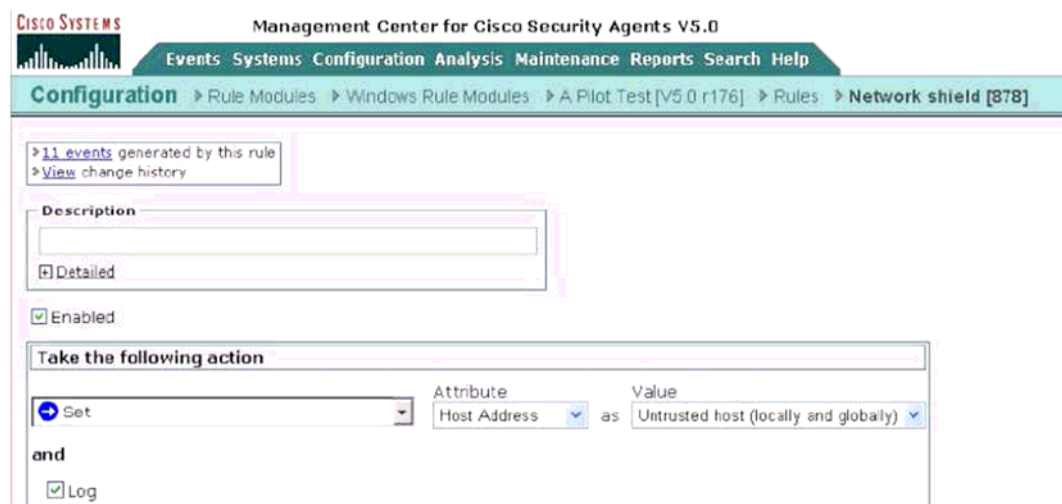 CISCO SYSTEMS
Management Center for Cisco Security Agents V5.0
Events Systems Configuration Analysis Maintenance Reports Search Help
Configuration Rule Modules Windows Rule Modules A Pilot Test [V5.0 r176] Rules Network shield [878]
11 events generated by this rule
View change history
Description
Detailed
Enabled
Take the following action
Attribute Value
Set Host Address as Untrusted host (locally and globally)
and
Log